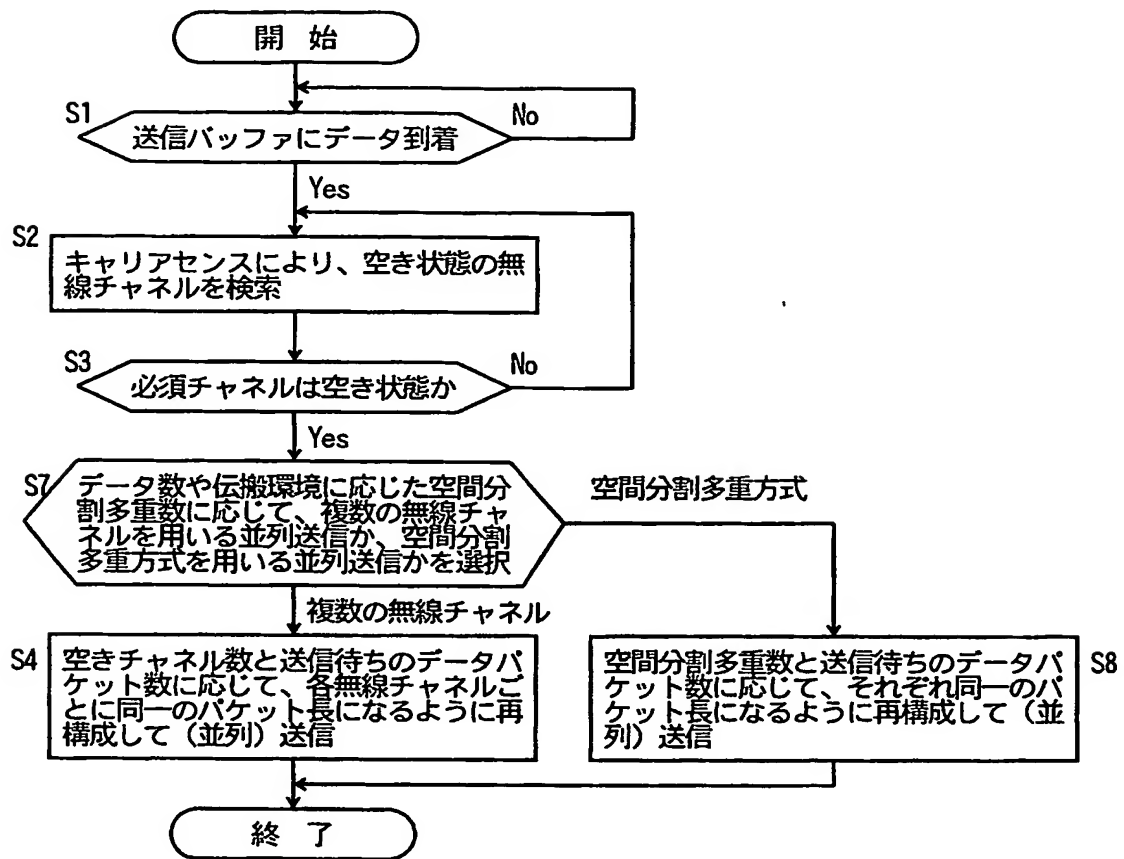 開 始
S1
送信バッファにデータ到着
No
Yes
S2
キャリアセンスにより、空き状態の無
線チャネルを検索
S3
必須チャネルは空き状態か
No
Yes
S7
データ数や伝搬環境に応じた空間分
割多重数に応じて、複数の無線チャ
ネルを用いる並列送信か、空間分割
多重方式を用いる並列送信かを選択
空間分割多重方式
複数の無線チャネル
S4
空きチャネル数と送信待ちのデータパ
ケット数に応じて、各無線チャネルご
とに同一のパケット長になるように再
構成して（並列）送信
空間分割多重数と送信待ちのデータパ
ケット数に応じて、それぞれ同一のパ
ケット長になるように再構成して（並
列）送信
S8
終 了